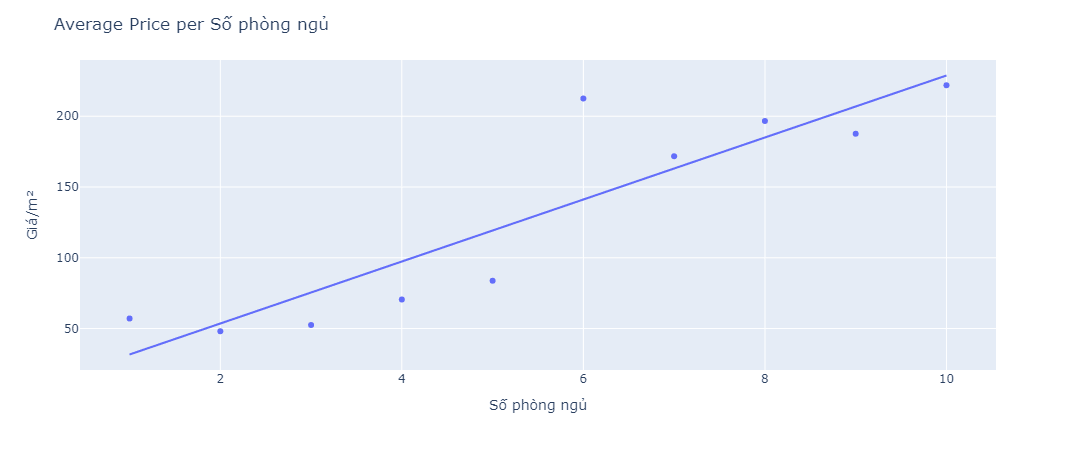 Average Price per Số phòng ngủ
200
150
100
50
Giá/m²
2 4 6 8 10
Số phòng ngủ